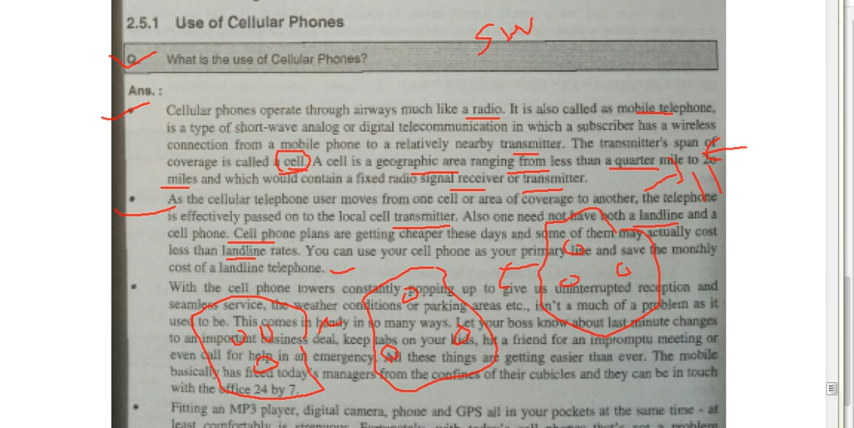 2.5.1 Use of Cellular Phones
SW
Q. What is the use of Cellular Phones?
Ans. :
• Cellular phones operate through airways much like a radio. It is also called as mobile telephone,
is a type of short-wave analog or digital telecommunication in which a subscriber has a wireless
connection from a mobile phone to a relatively nearby transmitter. The transmitter's span of
coverage is called a cell. A cell is a geographic area ranging from less than a quarter mile to 20
miles and which would contain a fixed radio signal receiver or transmitter.
• As the cellular telephone user moves from one cell or area of coverage to another, the telephone
is effectively passed on to the local cell transmitter. Also one need not have both a landline and a
cell phone. Cell phone plans are getting cheaper these days and some of them may actually cost
less than landline rates. You can use your cell phone as your primary line and save the monthly
cost of a landline telephone.
• With the cell phone towers constantly popping up to give us uninterrupted reception and
seamless service, the weather conditions or parking areas etc., isn't a much of a problem as it
used to be. This comes in handy in so many ways. Let your boss know about last minute changes
to an important business deal, keep tabs on your kids, hit a friend for an impromptu meeting or
even call for help in an emergency. All these things are getting easier than ever. The mobile
basically has freed today's managers from the confines of their cubicles and they can be in touch
with the office 24 by 7.
• Fitting an MP3 player, digital camera, phone and GPS all in your pockets at the same time - at
least comfortably is strenuous. Fortunately, with today's cell phones that's not a problem